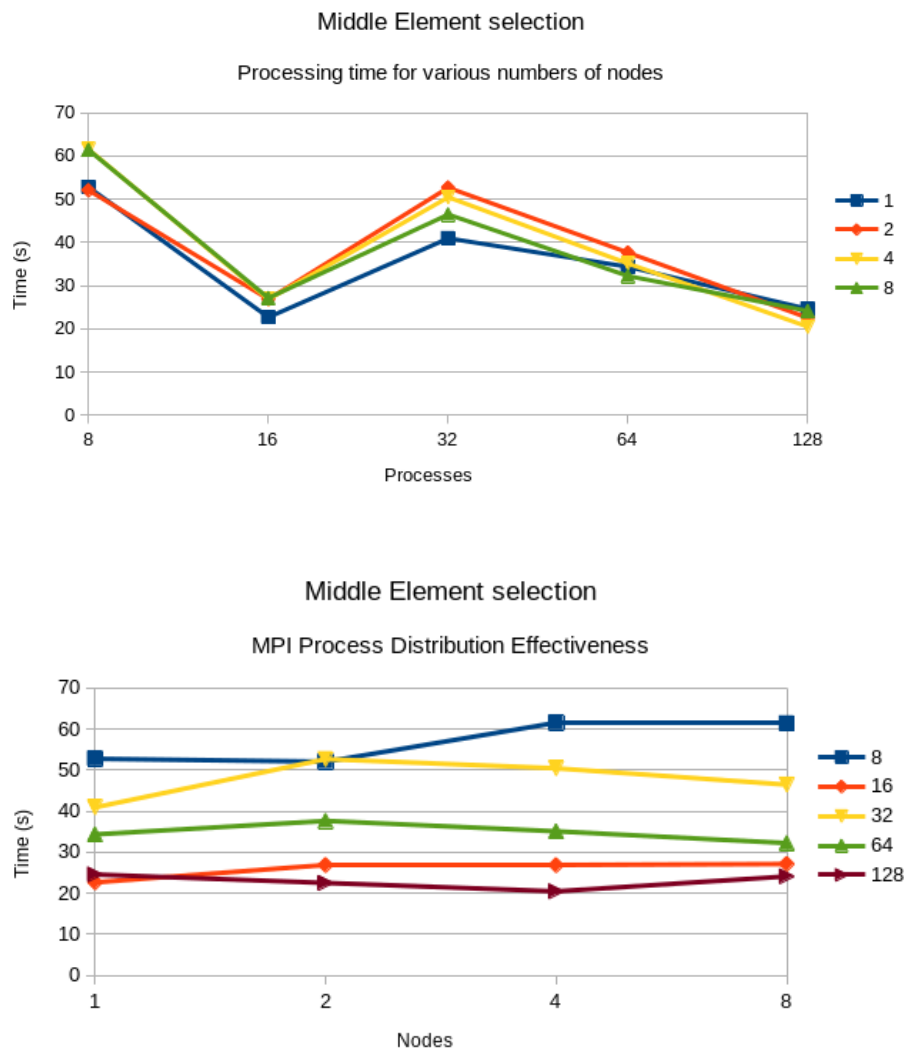 Middle Element selection
Processing time for various numbers of nodes
70
60
50
40
30
20
10
0
Time (s)
8 16 32 64 128
Processes
1
2
4
8
Middle Element selection
MPI Process Distribution Effectiveness
70
60
50
40
30
20
10
0
Time (s)
1 2 4 8
Nodes
8
16
32
64
128